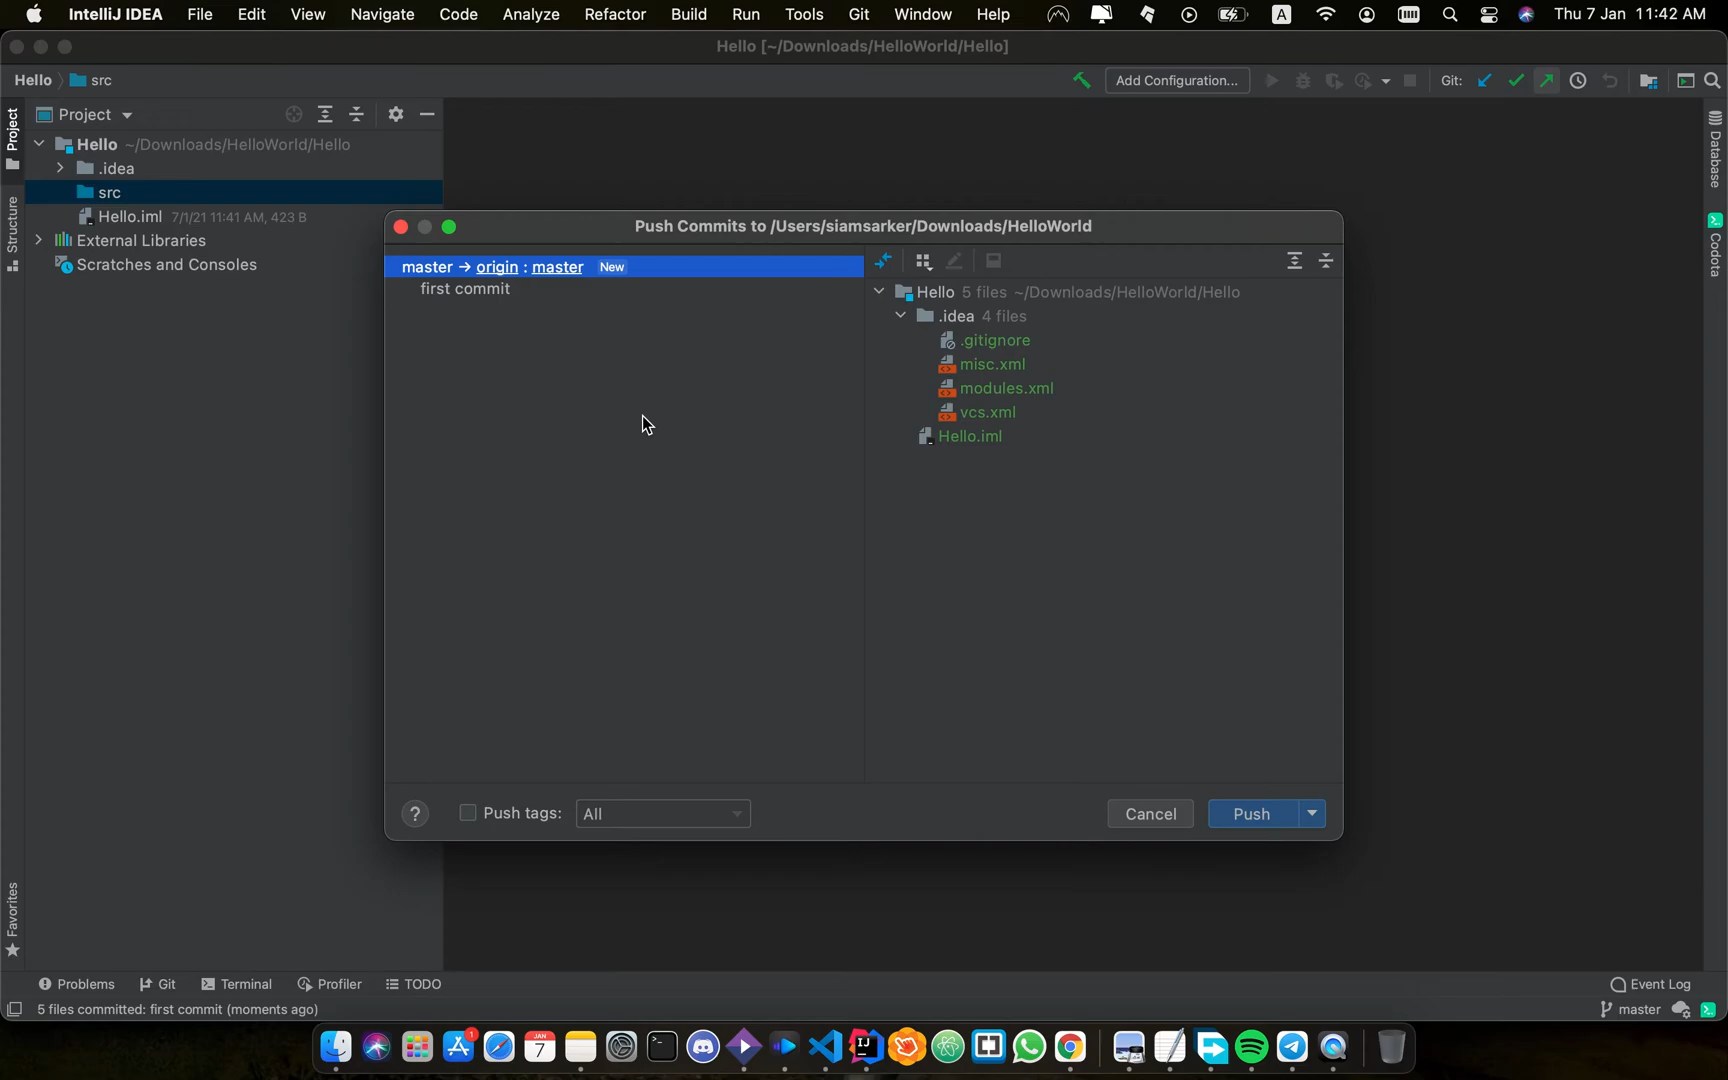 IntelliJ IDEA File Edit View Navigate Code Analyze Refactor Build Run Tools Git Window Help A Thu 7 Jan 11:42 AM
Hello [~/Downloads/HelloWorld/Hello]
Hello src Add Configuration... Git:
Project
Project
Hello ~/Downloads/HelloWorld/Hello
.idea
src
Hello.iml 7/1/21 11:41 AM, 423 B
External Libraries
Scratches and Consoles
Structure
Favorites
Database
Codota
Push Commits to /Users/siamsarker/Downloads/HelloWorld
master → origin : master New
first commit
Hello 5 files ~/Downloads/HelloWorld/Hello
.idea 4 files
.gitignore
misc.xml
modules.xml
vcs.xml
Hello.iml
? Push tags: All Cancel Push
Problems Git Terminal Profiler TODO Event Log
5 files committed: first commit (moments ago) master
1
JAN
7
IJ